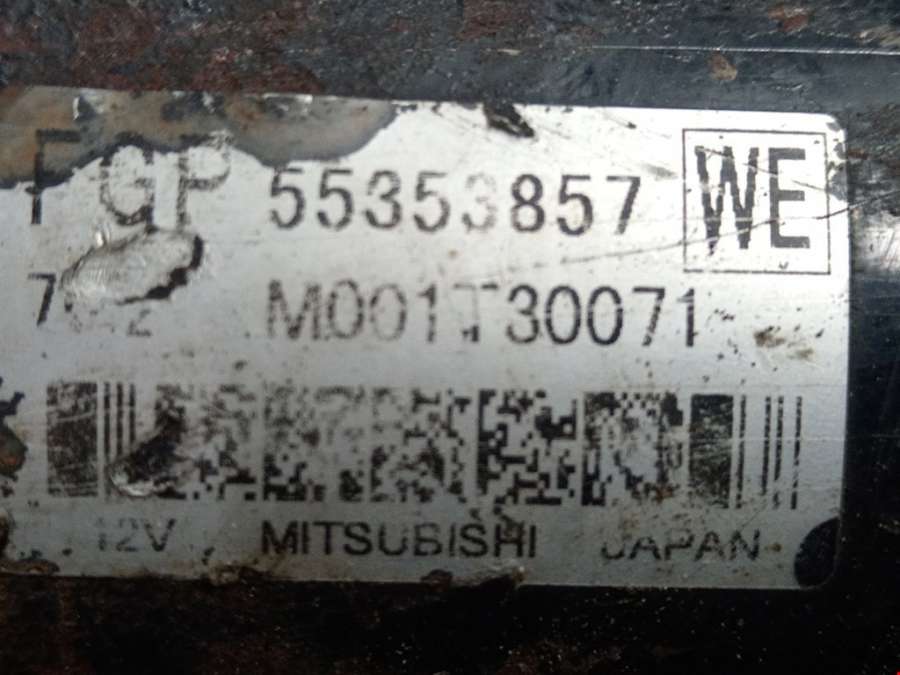 FGP 55353857 WE
M001T30071
12V MITSUBISHI JAPAN